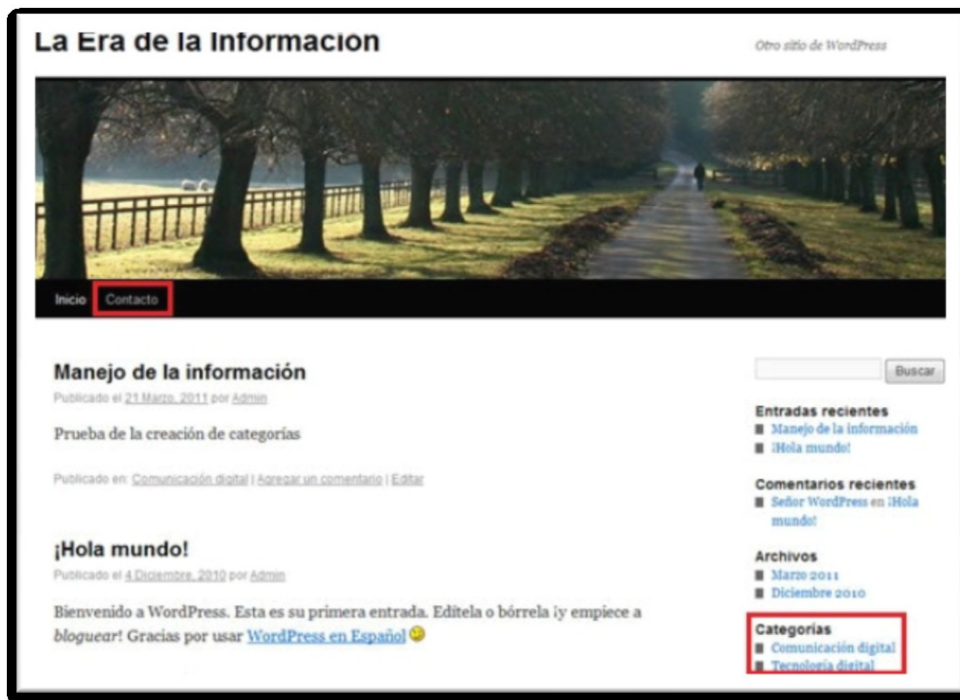 La Era de la Información
Otro sitio de WordPress
Inicio Contacto
Manejo de la información
Publicado el 21 Marzo, 2011 por Admin
Prueba de la creación de categorías
Publicado en: Comunicación digital | Agregar un comentario | Editar
¡Hola mundo!
Publicado el 4 Diciembre, 2010 por Admin
Bienvenido a WordPress. Esta es su primera entrada. Edítela o bórrela ¡y empiece a
bloguear! Gracias por usar WordPress en Español
Buscar
Entradas recientes
Manejo de la información
¡Hola mundo!
Comentarios recientes
Señor WordPress en ¡Hola
mundo!
Archivos
Marzo 2011
Diciembre 2010
Categorías
Comunicación digital
Tecnología digital